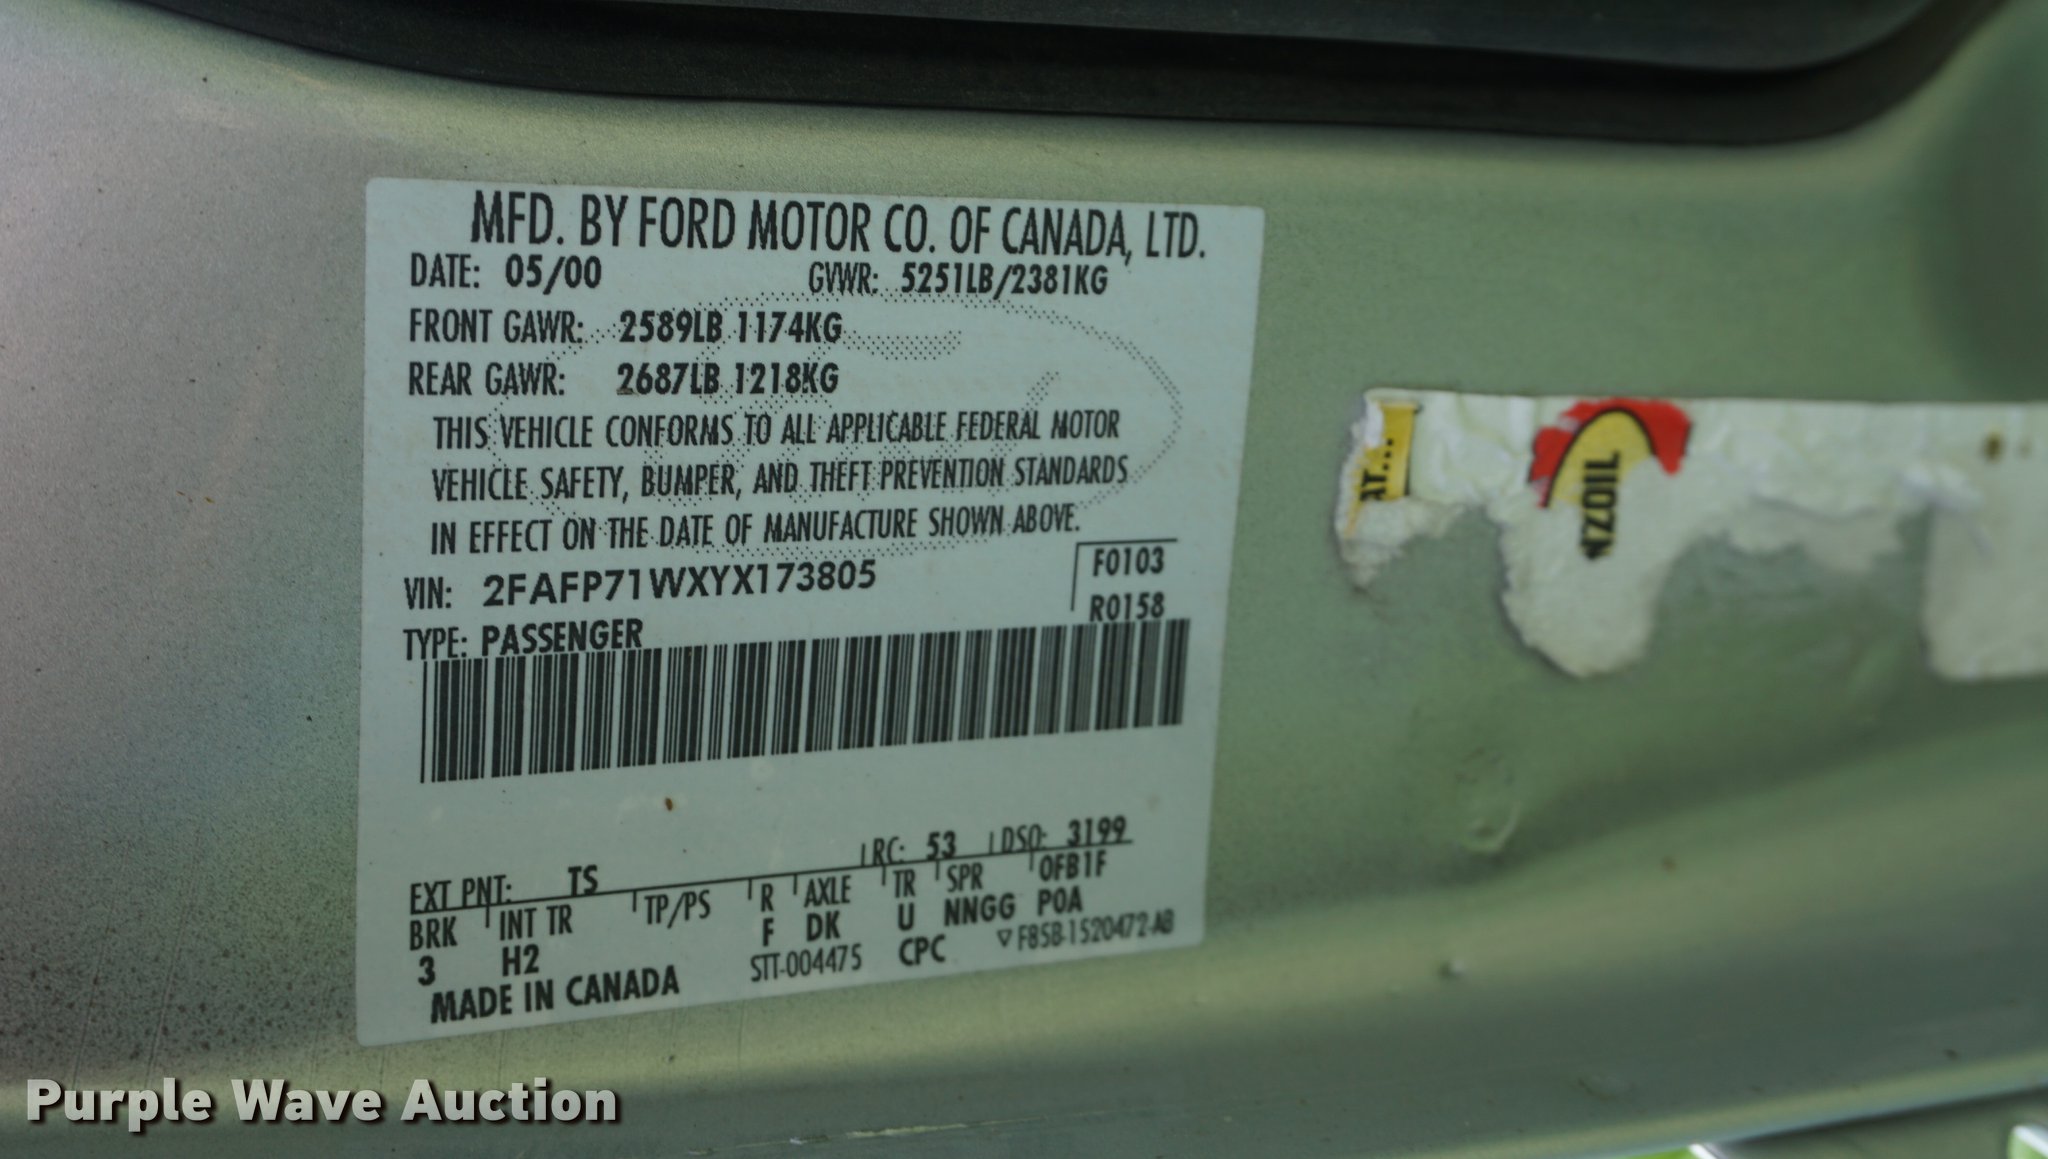 MFD. BY FORD MOTOR CO. OF CANADA, LTD.
DATE: 05/00 GVWR: 5251LB/2381KG
FRONT GAWR: 2589LB 1174KG
REAR GAWR: 2687LB 1218KG
THIS VEHICLE CONFORMS TO ALL APPLICABLE FEDERAL MOTOR
VEHICLE SAFETY, BUMPER, AND THEFT PREVENTION STANDARDS
IN EFFECT ON THE DATE OF MANUFACTURE SHOWN ABOVE.
VIN: 2FAFP71WXYX173805
F0103
R0158
TYPE: PASSENGER
EXT PNT: TS RC: 53 DSO: 3199
BRK INT TR TP/PS R AXLE TR SPR 0FB1F
3 H2 F DK U NNGG P0A
MADE IN CANADA STT-004475 CPC ▽ F85B-1520472-AB
AT...
NZOIL
Purple Wave Auction